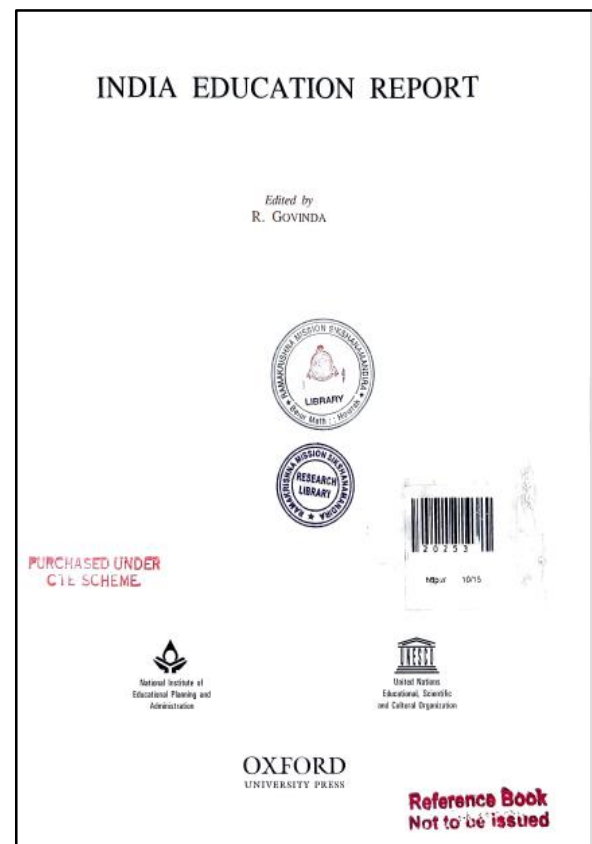 INDIA EDUCATION REPORT
Edited by
R. GOVINDA
RAMAKRISHNA MISSION SIKSHANAMANDIRA
LIBRARY
★ Belur Math :: Howrah ★
RAMAKRISHNA MISSION SIKSHANAMANDIRA
RESEARCH
LIBRARY
★
20253
10/15
PURCHASED UNDER
CTE SCHEME
National Institute of
Educational Planning and
Administration
UNESCO
United Nations
Educational, Scientific
and Cultural Organization
OXFORD
UNIVERSITY PRESS
Reference Book
Not to be issued